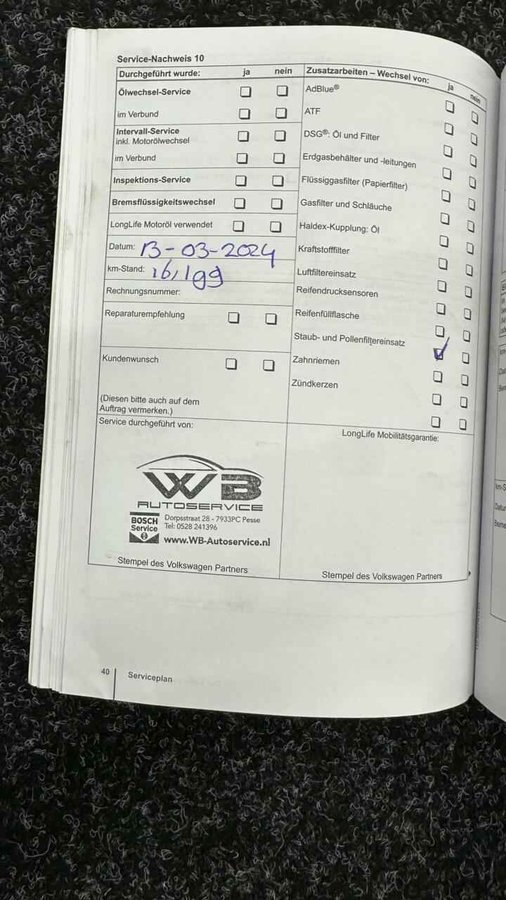 Service-Nachweis 10
Durchgeführt wurde: ja nein
Ölwechsel-Service
im Verbund
Intervall-Service
inkl. Motorölwechsel
im Verbund
Inspektions-Service
Bremsflüssigkeitswechsel
LongLife Motoröl verwendet
Datum: 13-03-2024
km-Stand: 161199
Rechnungsnummer:
Reparaturempfehlung
Kundenwunsch
(Diesen bitte auch auf dem
Auftrag vermerken.)
Zusatzarbeiten – Wechsel von: ja nein
AdBlue®
ATF
DSG®: Öl und Filter
Erdgasbehälter und -leitungen
Flüssiggasfilter (Papierfilter)
Gasfilter und Schläuche
Haldex-Kupplung: Öl
Kraftstofffilter
Luftfiltereinsatz
Reifendrucksensoren
Reifenfüllflasche
Staub- und Pollenfiltereinsatz
Zahnriemen
Zündkerzen
Service durchgeführt von:
WB
AUTOSERVICE
BOSCH
Service
Dorpsstraat 28 - 7933PC Pesse
Tel: 0528 241396
www.WB-Autoservice.nl
Stempel des Volkswagen Partners
LongLife Mobilitätsgarantie:
Stempel des Volkswagen Partners
40 Serviceplan